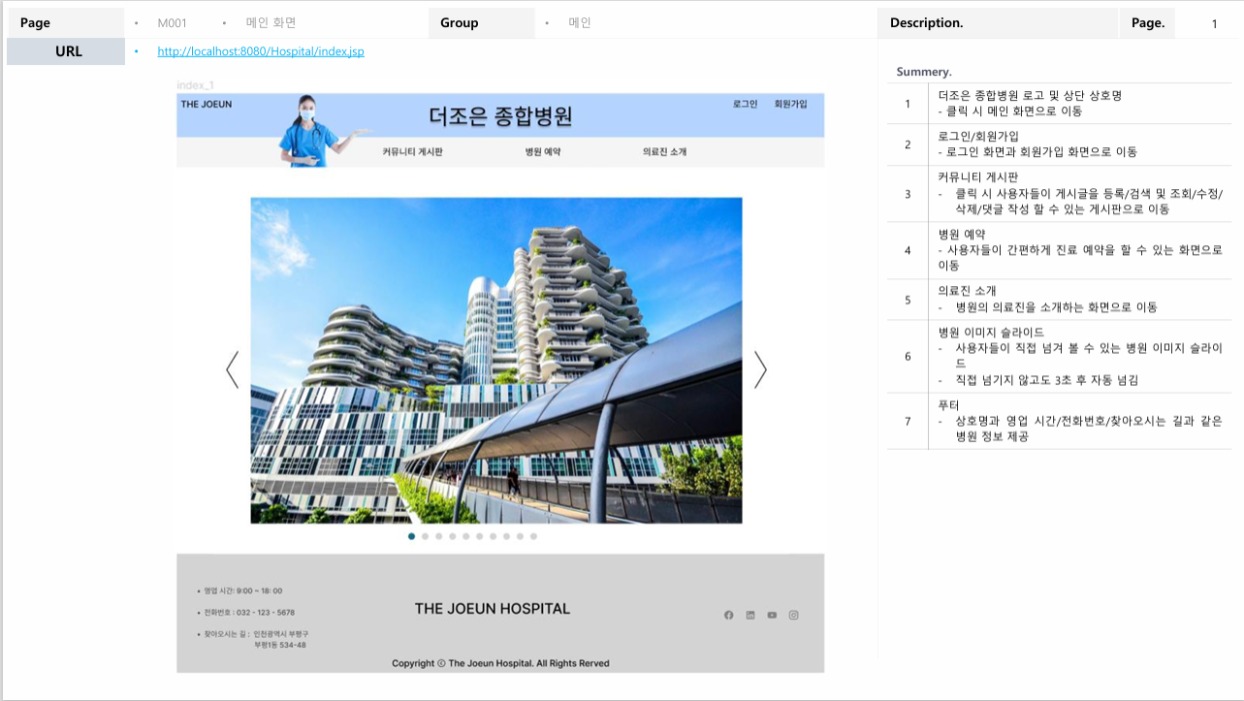 Page
• M001
• 메인 화면
Group
• 메인
Description.
Page.
1
URL
• http://localhost:8080/Hospital/index.jsp
index_1
THE JOEUN
더조은 종합병원
로그인
회원가입
커뮤니티 게시판
병원 예약
의료진 소개
• 영업 시간: 9:00 ~ 18: 00
• 전화번호 : 032 - 123 - 5678
• 찾아오시는 길 : 인천광역시 부평구
부평1동 534-48
THE JOEUN HOSPITAL
Copyright ⓒ The Joeun Hospital. All Rights Rerved
Summery.
1
더조은 종합병원 로고 및 상단 상호명
- 클릭 시 메인 화면으로 이동
2
로그인/회원가입
- 로그인 화면과 회원가입 화면으로 이동
3
커뮤니티 게시판
- 클릭 시 사용자들이 게시글을 등록/검색 및 조회/수정/
삭제/댓글 작성 할 수 있는 게시판으로 이동
4
병원 예약
- 사용자들이 간편하게 진료 예약을 할 수 있는 화면으로
이동
5
의료진 소개
- 병원의 의료진을 소개하는 화면으로 이동
6
병원 이미지 슬라이드
- 사용자들이 직접 넘겨 볼 수 있는 병원 이미지 슬라이
드
- 직접 넘기지 않고도 3초 후 자동 넘김
7
푸터
- 상호명과 영업 시간/전화번호/찾아오시는 길과 같은
병원 정보 제공